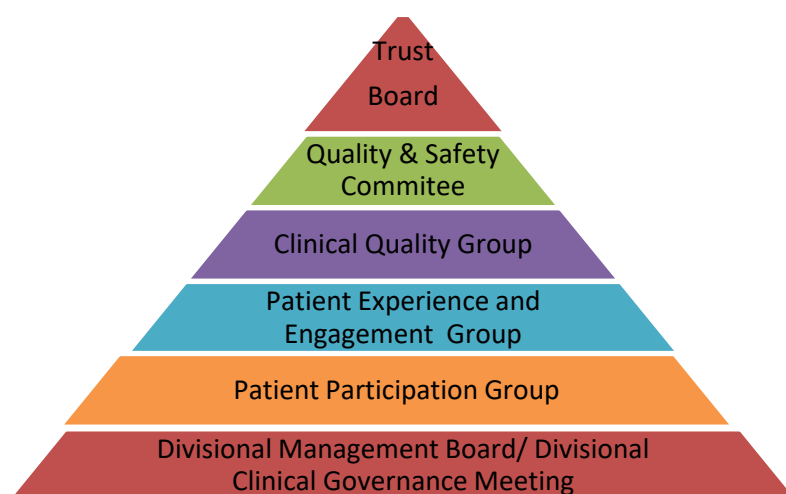 Trust
Board
Quality & Safety
Commitee
Clinical Quality Group
Patient Experience and
Engagement  Group
Patient Participation Group
Divisional Management Board/ Divisional
Clinical Governance Meeting